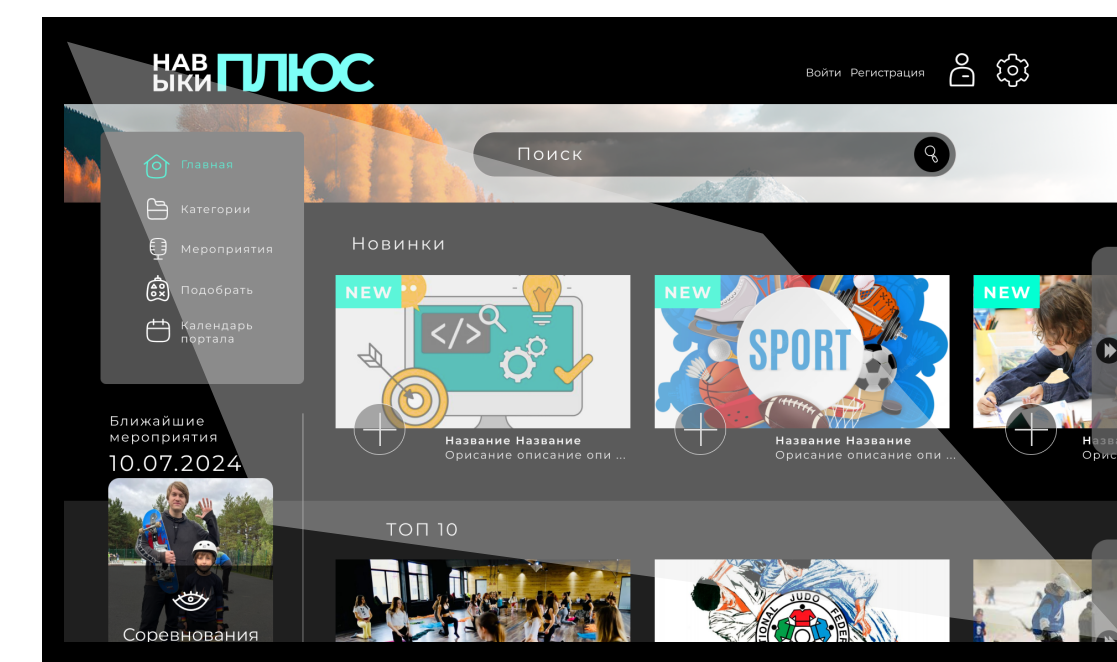 НАВ
ЫКИ ПЛЮС
Войти Регистрация
Поиск
Главная
Категории
Мероприятия
Подобрать
Календарь
портала
Новинки
NEW
</>
NEW
SPORT
NEW
Название Название
Орисание описание опи ...
Название Название
Орисание описание опи ...
Ближайшие
мероприятия
10.07.2024
ТОП 10
JUDO
Соревнования